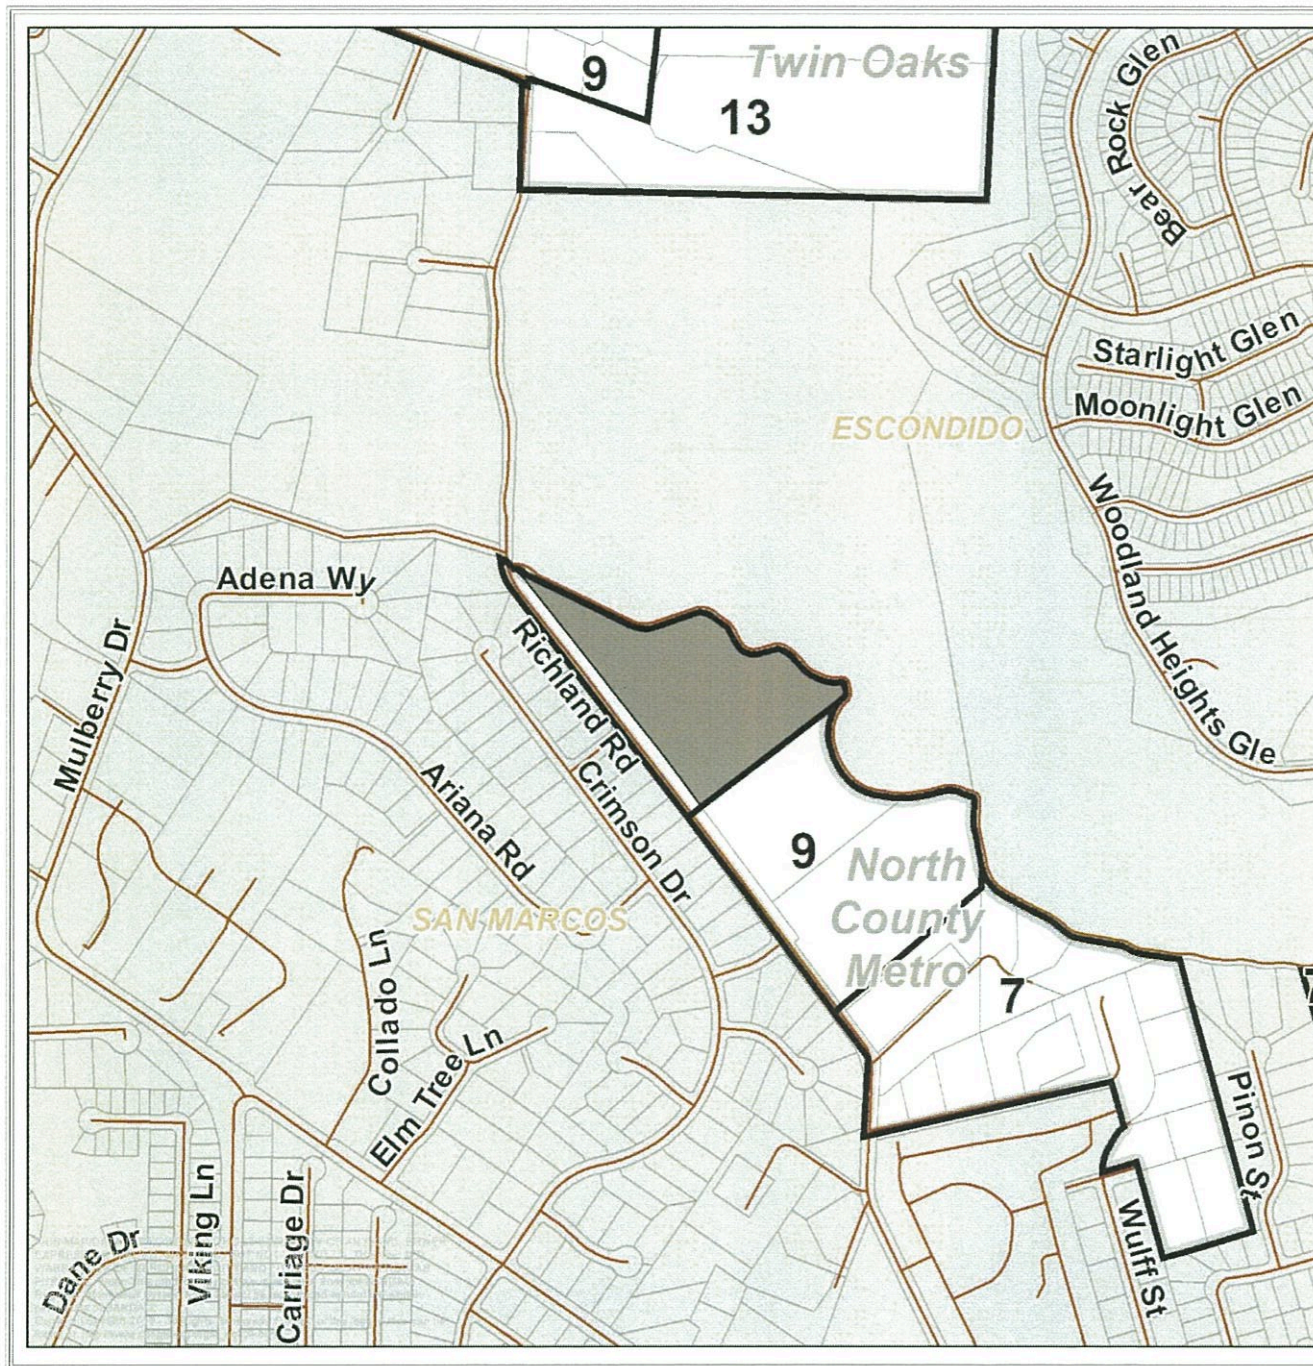 Twin Oaks
9
13
Bear Rock Glen
Starlight Glen
Moonlight Glen
ESCONDIDO
Woodland Heights Gle
Adena Wy
Mulberry Dr
Richland Rd
Crimson Dr
Ariana Rd
9
North
County
Metro
SAN MARCOS
Collado Ln
Elm Tree Ln
7
7
Pinon St
Wulff St
Viking Ln
Carriage Dr
Dane Dr